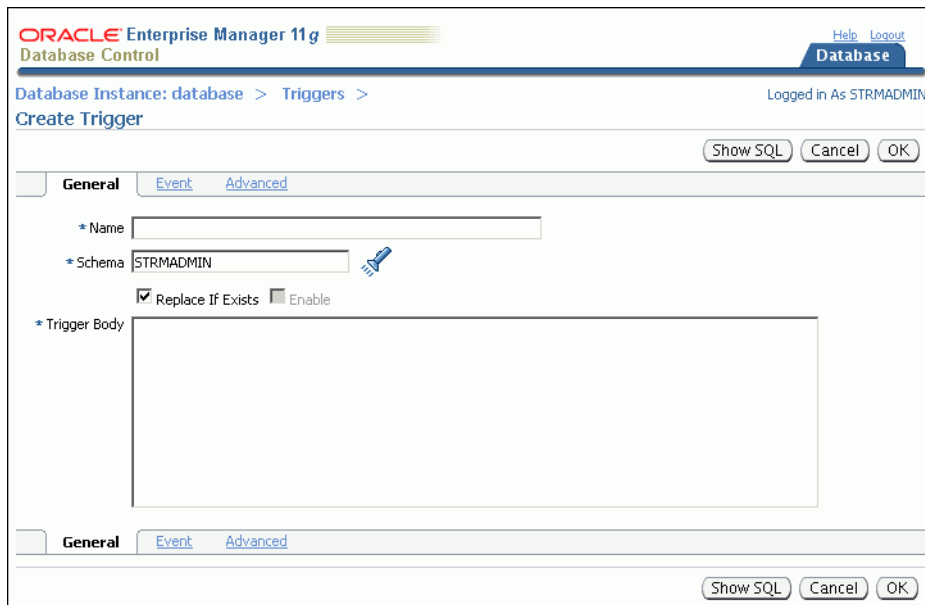 ORACLE Enterprise Manager 11g
Database Control
Help Logout
Database
Database Instance: database > Triggers >
Logged in As STRMADMIN
Create Trigger
Show SQL Cancel OK
General Event Advanced
* Name
* Schema STRMADMIN
Replace If Exists Enable
* Trigger Body
General Event Advanced
Show SQL Cancel OK